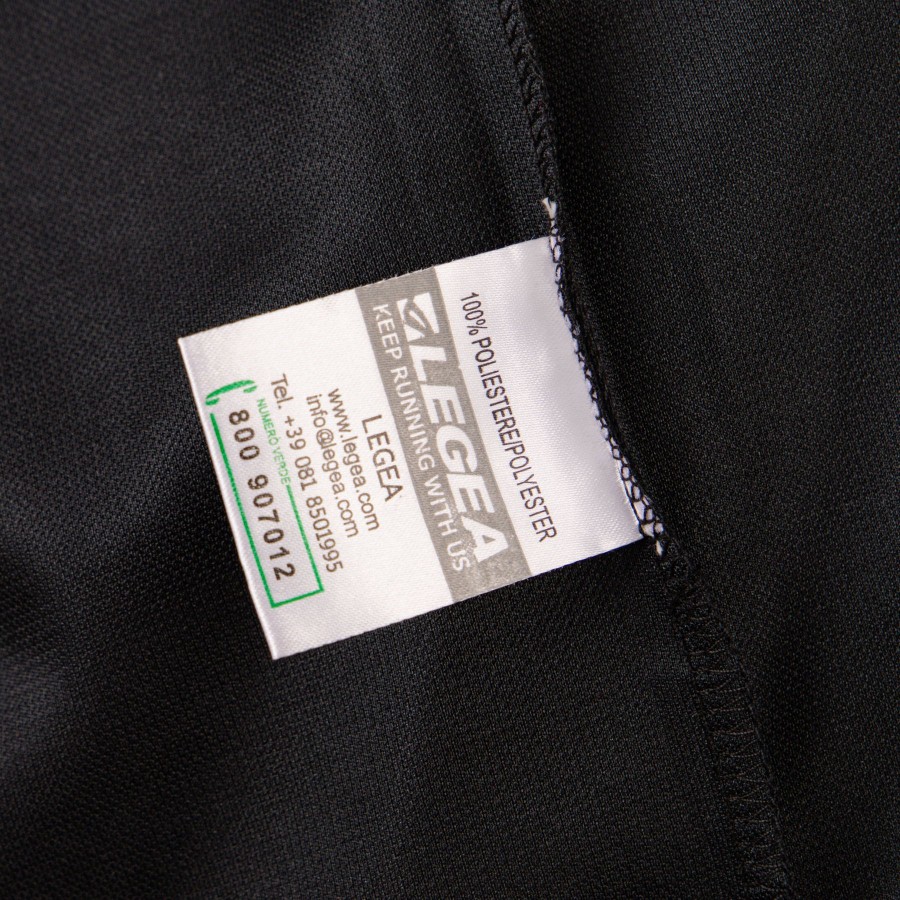 100% POLIESTERE/POLYESTER
LEGEA
KEEP RUNNING WITH US
LEGEA
www.legea.com
info@legea.com
Tel. +39 081 8501995
NUMERO VERDE
800 907012